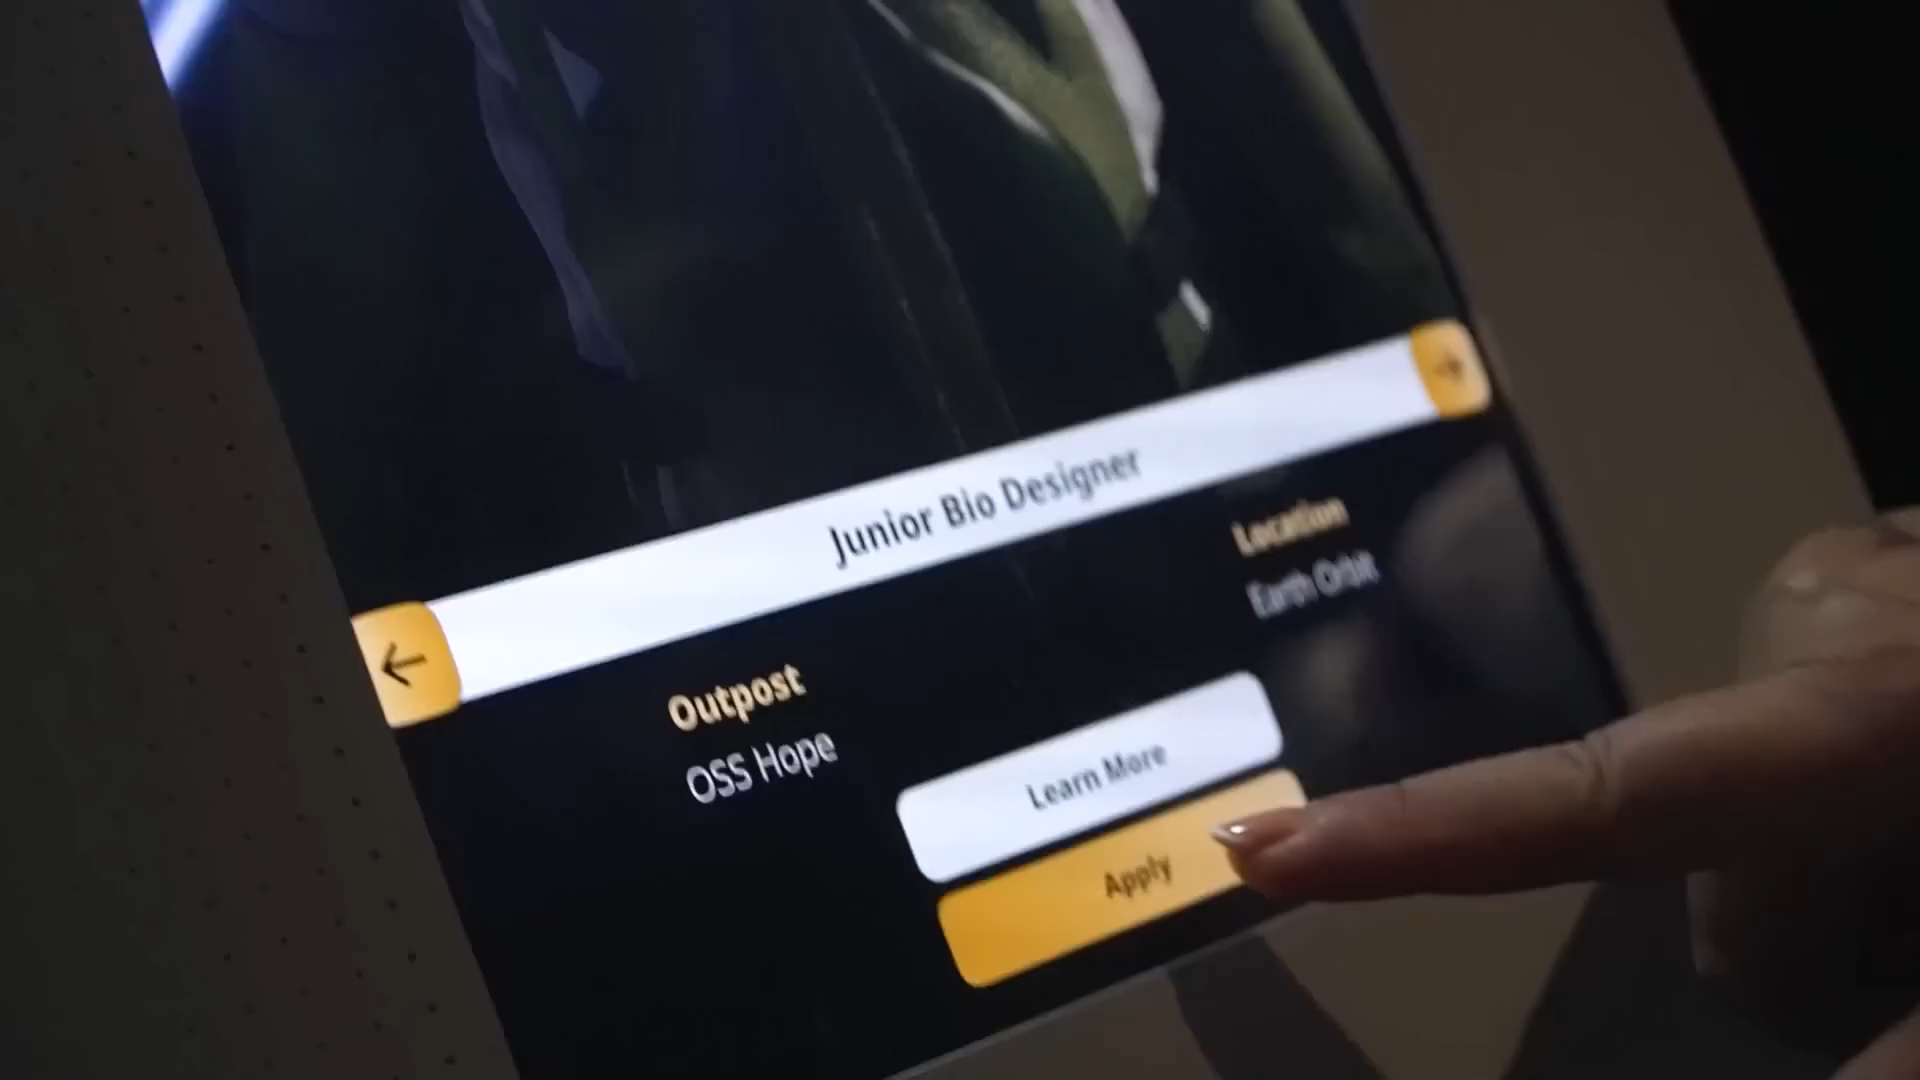 Junior Bio Designer
Outpost
OSS Hope
Location
Earth Orbit
Learn More
Apply